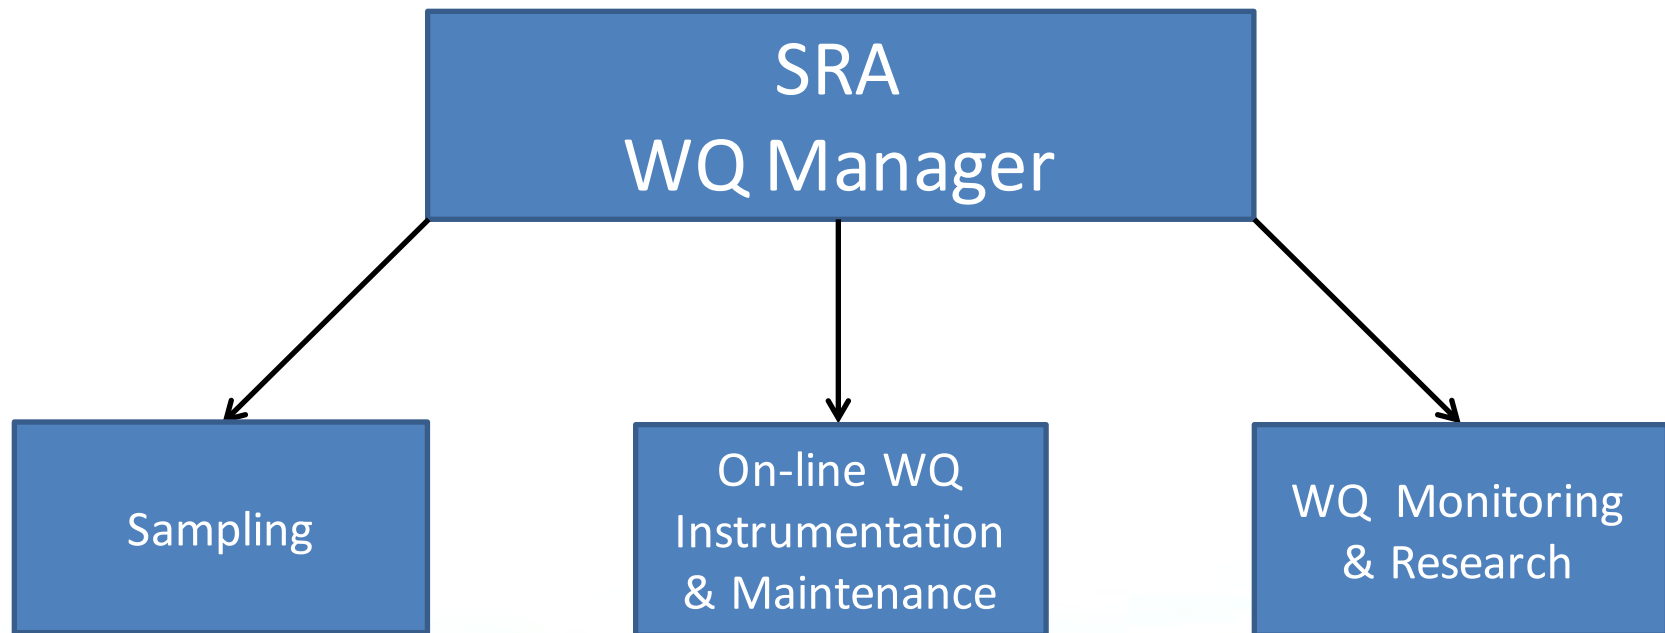 SRA
WQ Manager
Sampling
On-line WQ
Instrumentation
& Maintenance
WQ Monitoring
& Research